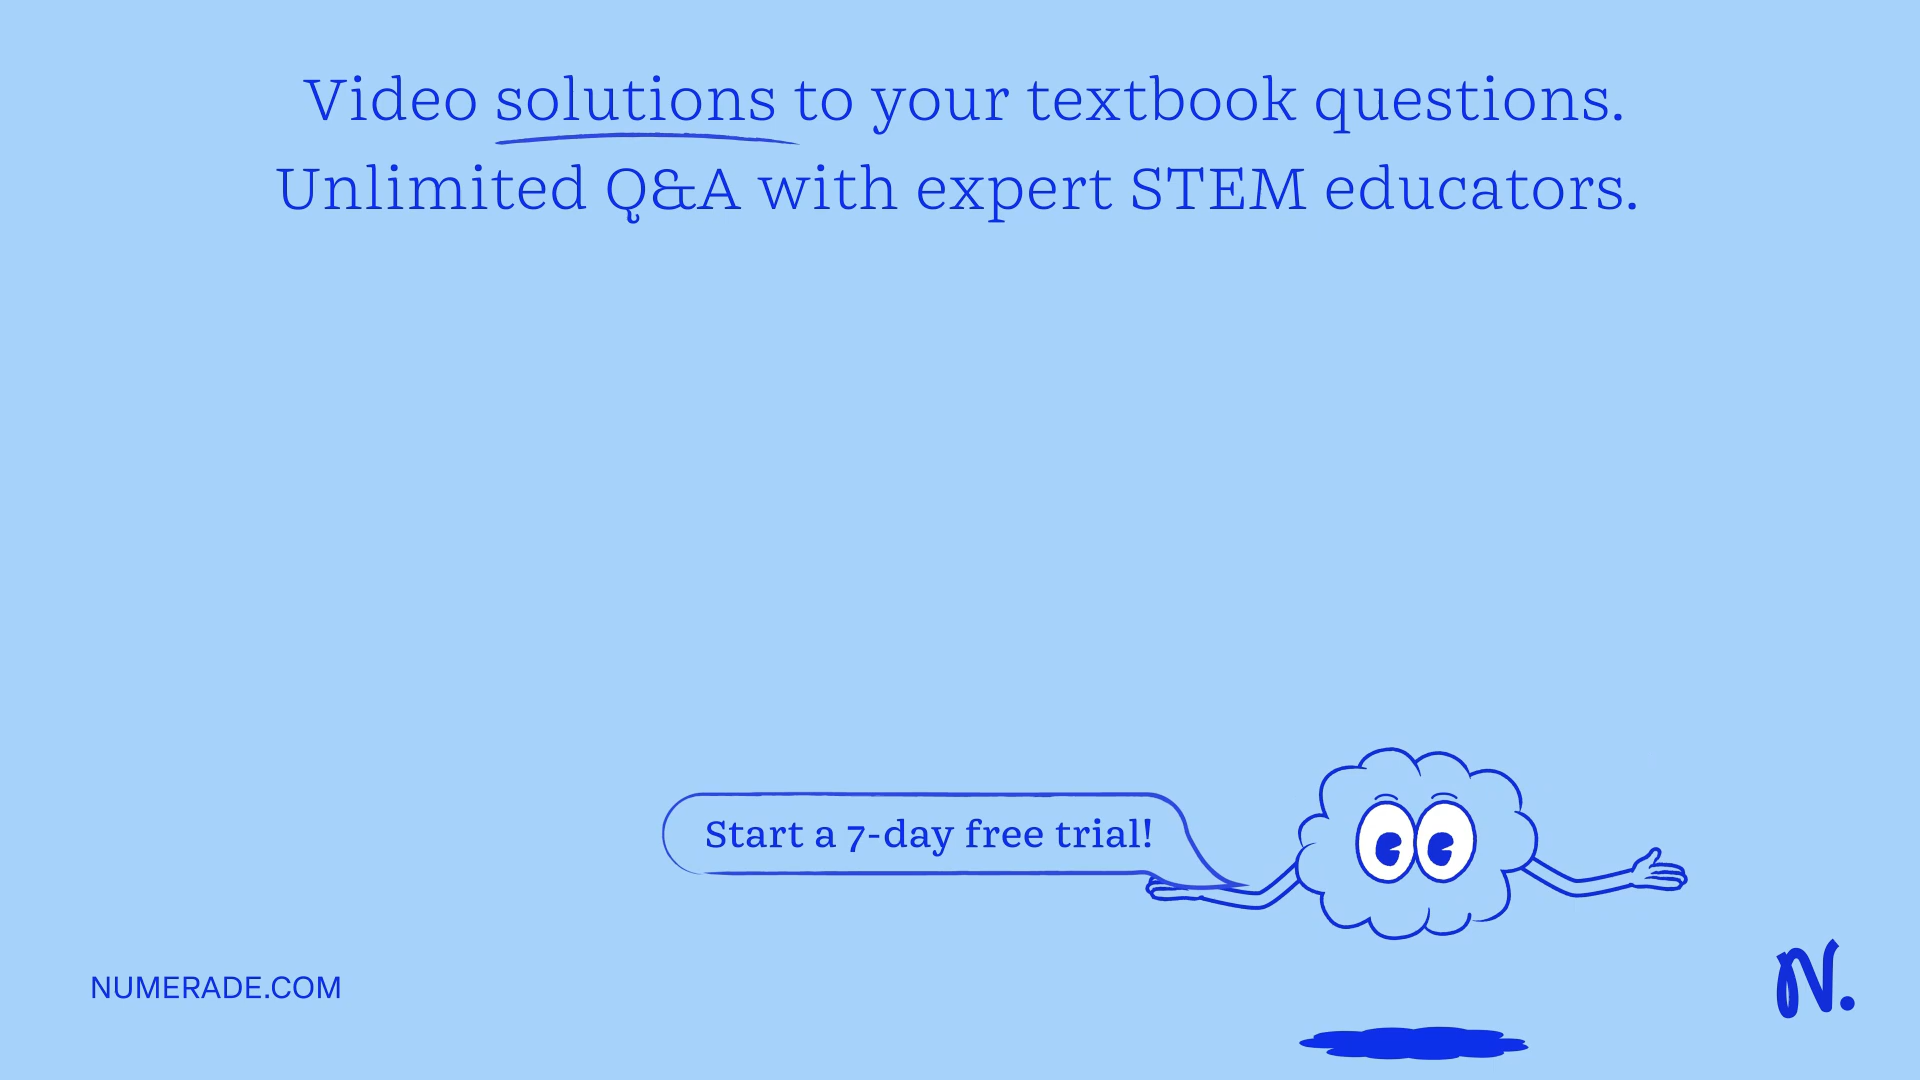 Video solutions to your textbook questions.
Unlimited Q&A with expert STEM educators.
Start a 7-day free trial!
NUMERADE.COM
N.